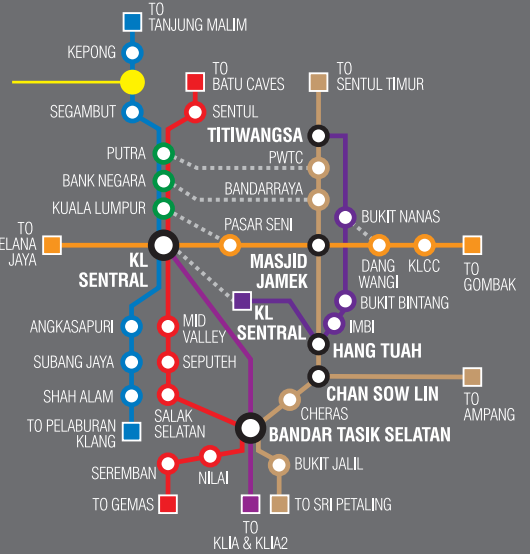 TO
TANJUNG MALIM
KEPONG
TO
BATU CAVES
TO
SENTUL TIMUR
SEGAMBUT
SENTUL
TITIWANGSA
PUTRA
PWTC
BANK NEGARA
BANDARRAYA
KUALA LUMPUR
PASAR SENI
BUKIT NANAS
TO
ELANA
JAYA
KL
SENTRAL
MASJID
JAMEK
DANG
WANGI
KLCC
TO
GOMBAK
KL
SENTRAL
BUKIT BINTANG
IMBI
ANGKASAPURI
MID
VALLEY
HANG TUAH
SUBANG JAYA
SEPUTEH
CHAN SOW LIN
SHAH ALAM
SALAK
SELATAN
CHERAS
TO
AMPANG
TO PELABURAN
KLANG
BANDAR TASIK SELATAN
SEREMBAN
NILAI
BUKIT JALIL
TO GEMAS
TO SRI PETALING
TO
KLIA & KLIA2